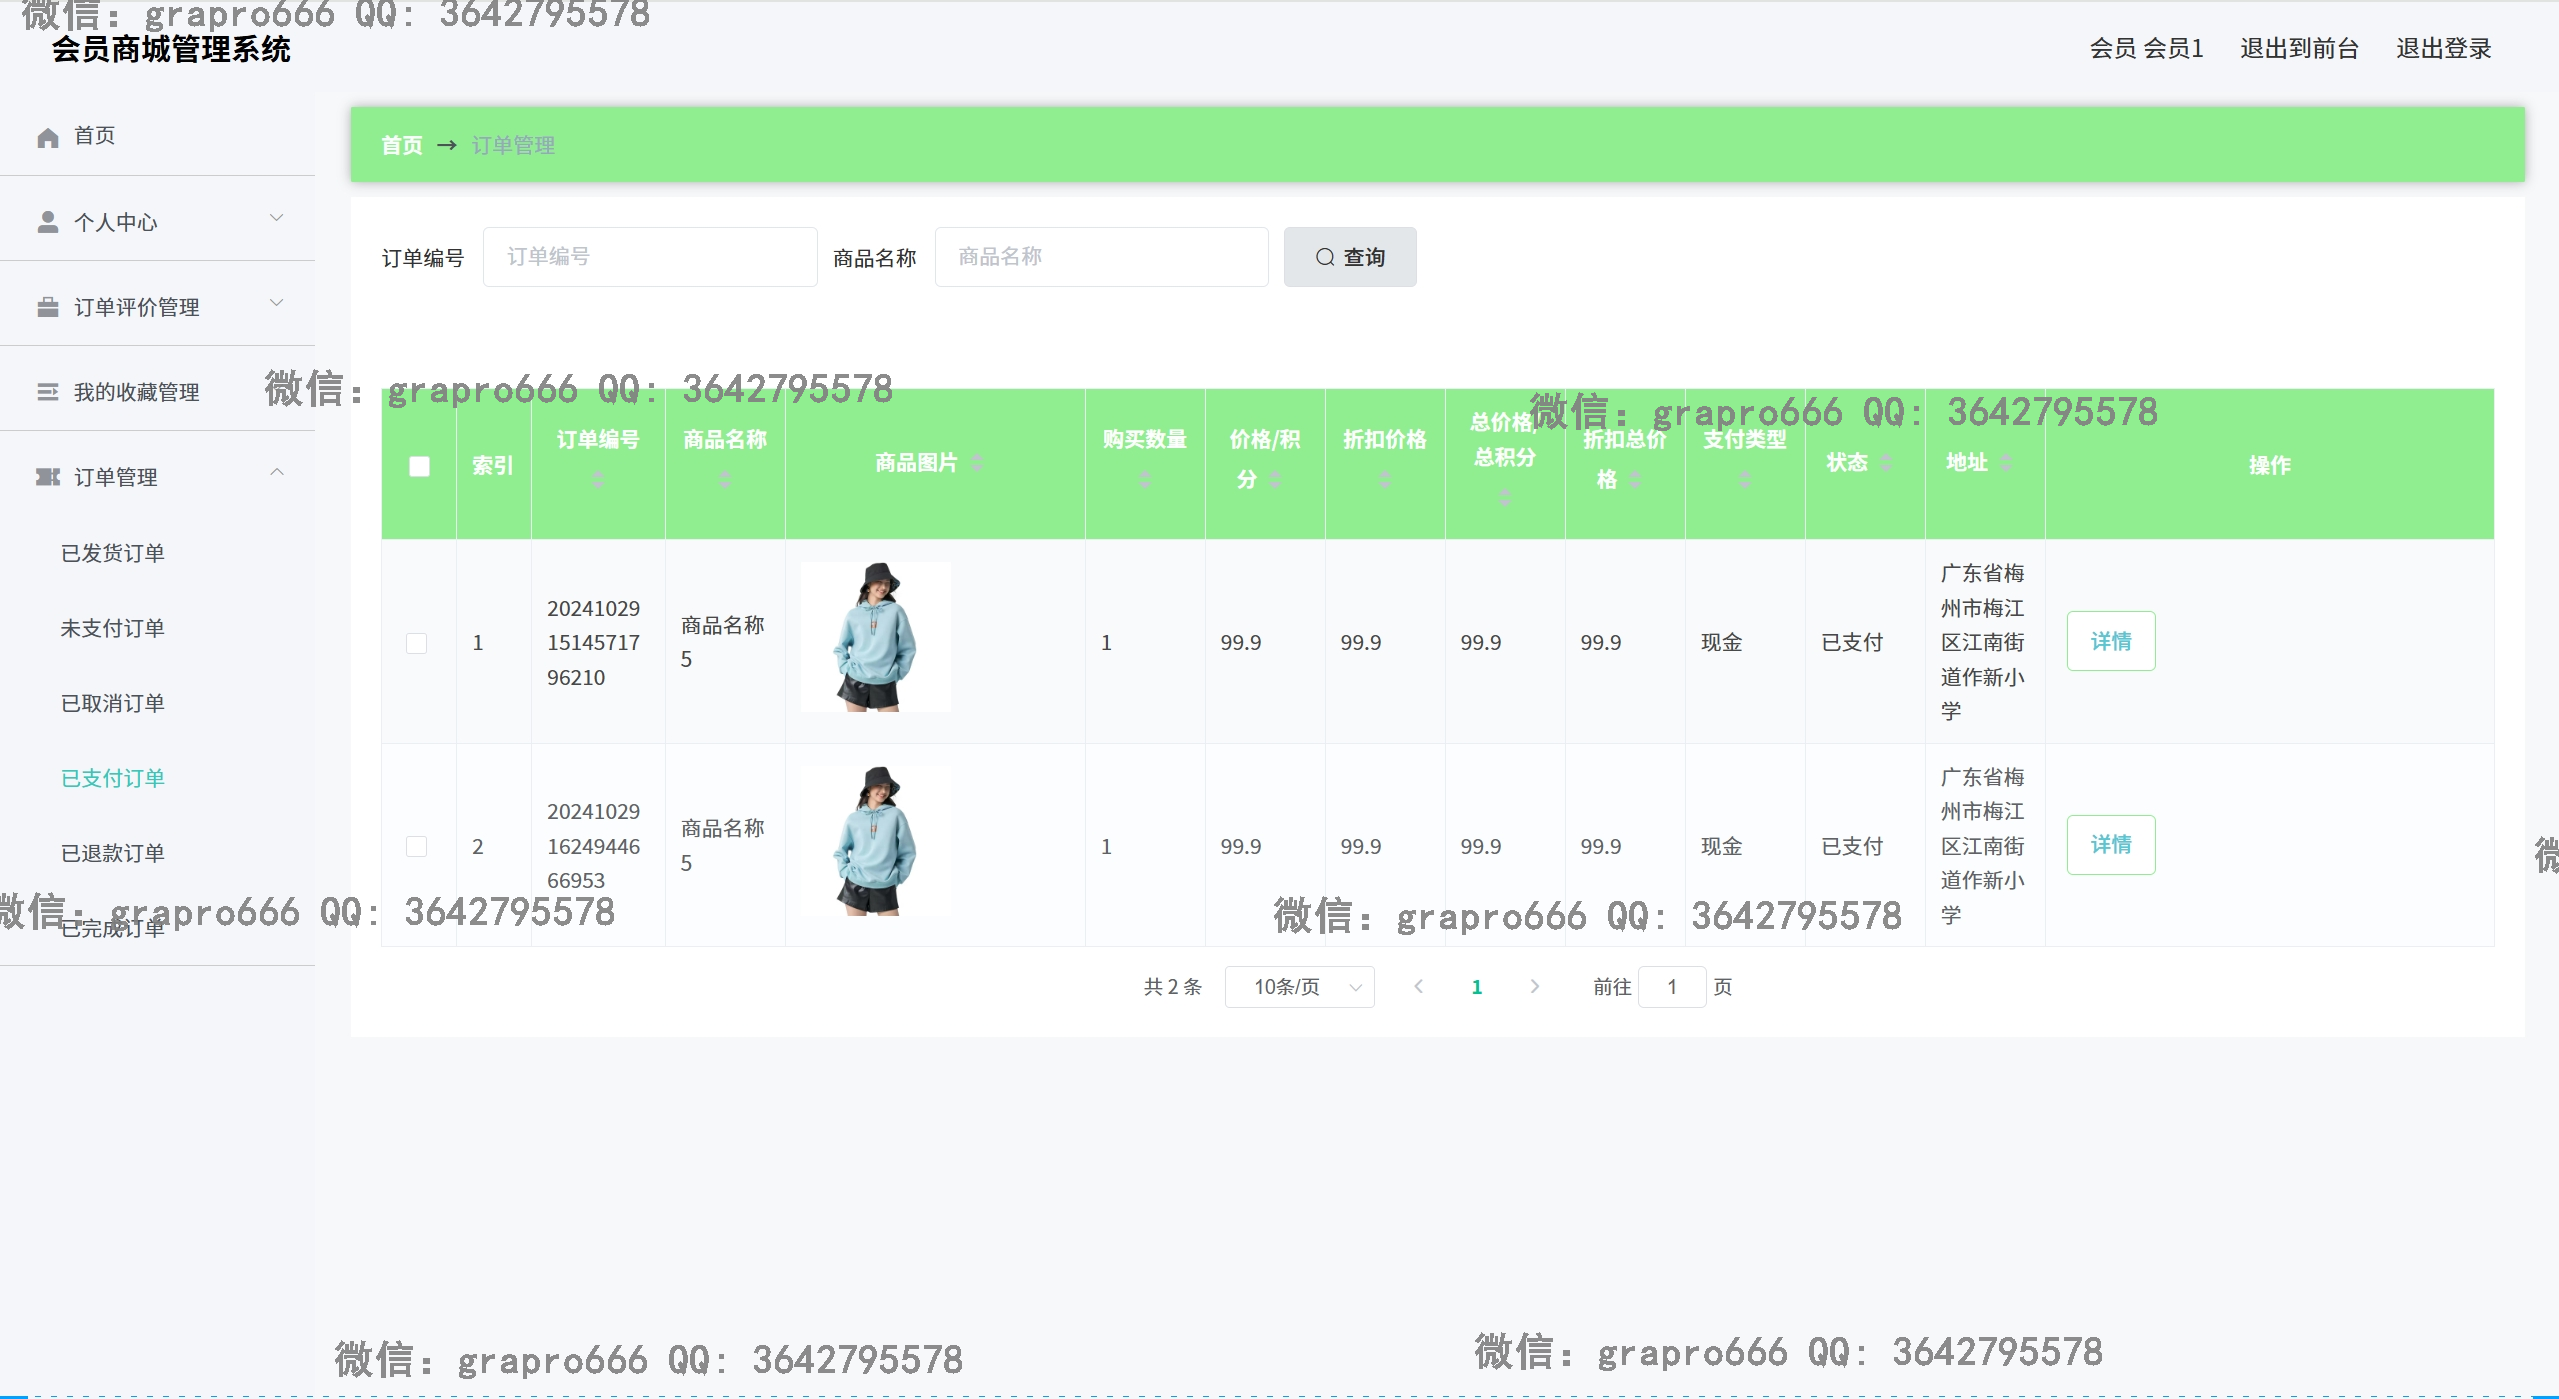 微信: grapro666 QQ: 3642795578
会员商城管理系统
会员 会员1 退出到前台 退出登录
首页
个人中心
订单评价管理
我的收藏管理
订单管理
已发货订单
未支付订单
已取消订单
已支付订单
已退款订单
已完成订单
首页 → 订单管理
订单编号 订单编号 商品名称 商品名称 查询
微信: grapro666 QQ: 3642795578
微信: grapro666 QQ: 3642795578
索引 订单编号 商品名称 商品图片 购买数量 价格/积分 折扣价格 总价格/总积分 折扣总价格 支付类型 状态 地址 操作
1 202410291514571796210 商品名称5 1 99.9 99.9 99.9 99.9 现金 已支付 广东省梅州市梅江区江南街道作新小学 详情
2 202410291624944666953 商品名称5 1 99.9 99.9 99.9 99.9 现金 已支付 广东省梅州市梅江区江南街道作新小学 详情
微
微信: grapro666 QQ: 3642795578
微信: grapro666 QQ: 3642795578
共 2 条 10条/页 1 前往 1 页
微信: grapro666 QQ: 3642795578
微信: grapro666 QQ: 3642795578